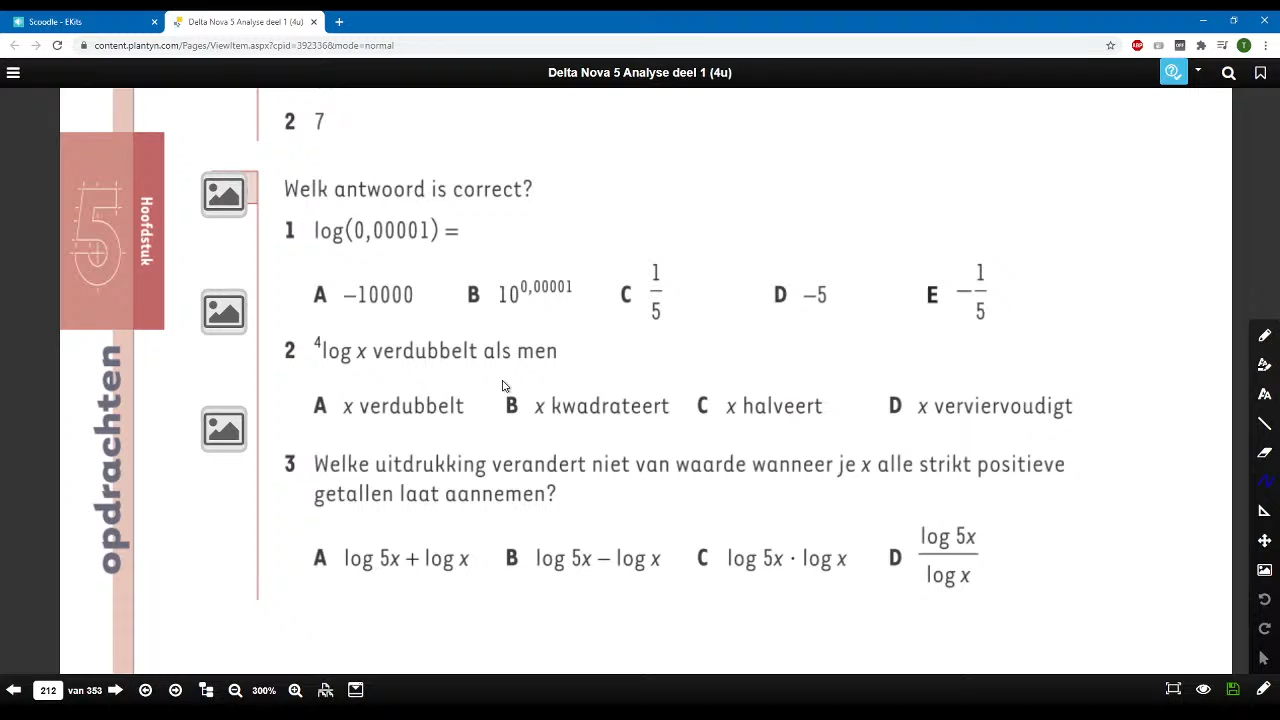 Scoodle - EKits
Delta Nova 5 Analyse deel 1 (4u)
content.plantyn.com/Pages/ViewItem.aspx?cpid=392336&mode=normal
ABP
OFF
T
Delta Nova 5 Analyse deel 1 (4u)
2 7
5
Hoofdstuk
opdrachten
Welk antwoord is correct?
1 log(0,00001) =
A −10000 B 10^0,00001 C 1/5 D −5 E −1/5
2 ⁴log x verdubbelt als men
A x verdubbelt B x kwadrateert C x halveert D x verviervoudigt
3 Welke uitdrukking verandert niet van waarde wanneer je x alle strikt positieve
getallen laat aannemen?
A log 5x + log x B log 5x − log x C log 5x · log x D log 5x / log x
212 van 353
300%